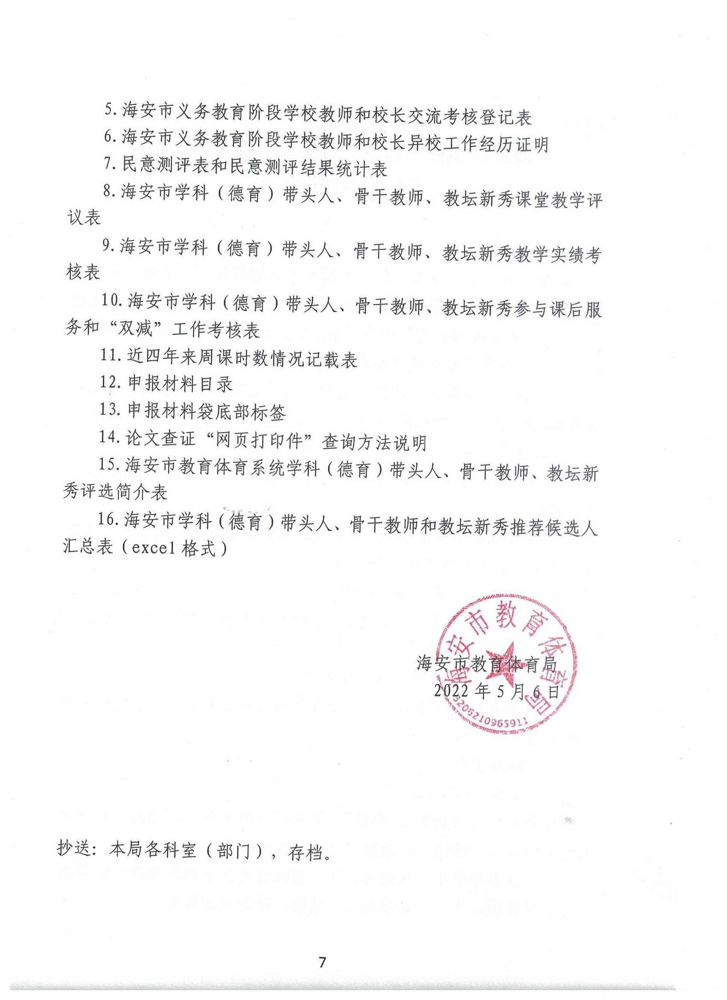 5.海安市义务教育阶段学校教师和校长交流考核登记表
6.海安市义务教育阶段学校教师和校长异校工作经历证明
7.民意测评表和民意测评结果统计表
8.海安市学科（德育）带头人、骨干教师、教坛新秀课堂教学评
议表
9.海安市学科（德育）带头人、骨干教师、教坛新秀教学实绩考
核表
10.海安市学科（德育）带头人、骨干教师、教坛新秀参与课后服
务和“双减”工作考核表
11.近四年来周课时数情况记载表
12.申报材料目录
13.申报材料袋底部标签
14.论文查证“网页打印件”查询方法说明
15.海安市教育体育系统学科（德育）带头人、骨干教师、教坛新
秀评选简介表
16.海安市学科（德育）带头人、骨干教师和教坛新秀推荐候选人
汇总表（excel格式）
海安市教育体育局
海安市教育体育局
2022年5月6日
3206210965911
抄送：本局各科室（部门），存档。
7